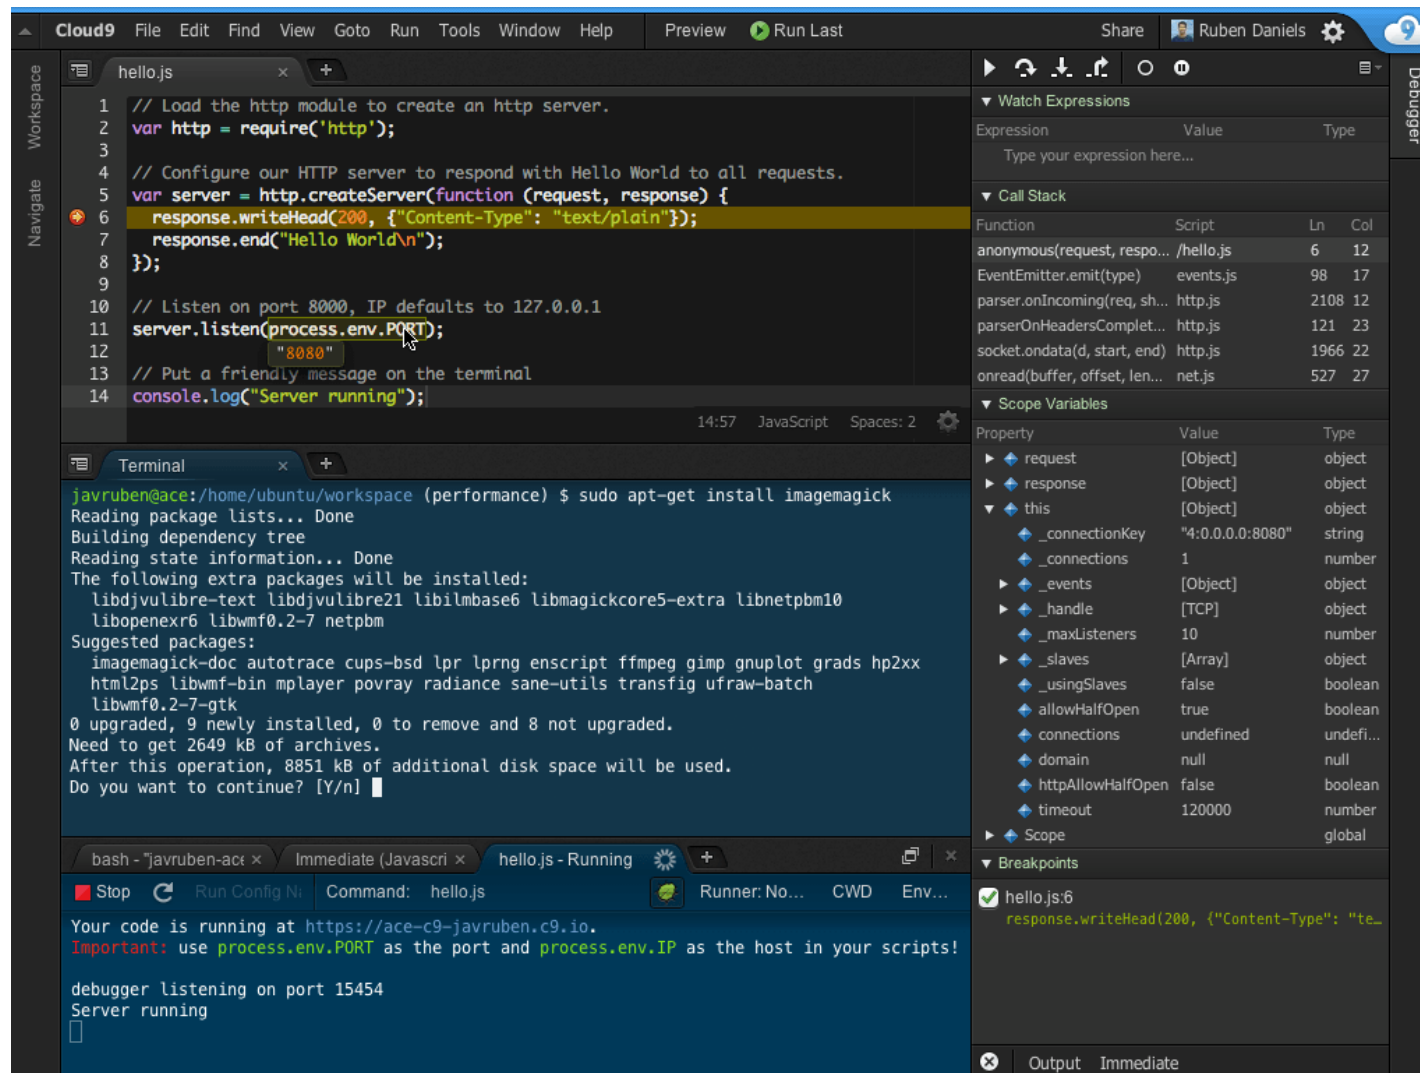 Cloud9 File Edit Find View Goto Run Tools Window Help Preview Run Last Share Ruben Daniels
Workspace
Navigate
hello.js
1 // Load the http module to create an http server.
2 var http = require('http');
3
4 // Configure our HTTP server to respond with Hello World to all requests.
5 var server = http.createServer(function (request, response) {
6 response.writeHead(200, {"Content-Type": "text/plain"});
7 response.end("Hello World\n");
8 });
9
10 // Listen on port 8000, IP defaults to 127.0.0.1
11 server.listen(process.env.PORT);
12 "8080"
13 // Put a friendly message on the terminal
14 console.log("Server running");
14:57 JavaScript Spaces: 2
Terminal
javruben@ace:/home/ubuntu/workspace (performance) $ sudo apt-get install imagemagick
Reading package lists... Done
Building dependency tree
Reading state information... Done
The following extra packages will be installed:
libdjvulibre-text libdjvulibre21 libilmbase6 libmagickcore5-extra libnetpbm10
libopenexr6 libwmf0.2-7 netpbm
Suggested packages:
imagemagick-doc autotrace cups-bsd lpr lprng enscript ffmpeg gimp gnuplot grads hp2xx
html2ps libwmf-bin mplayer povray radiance sane-utils transfig ufraw-batch
libwmf0.2-7-gtk
0 upgraded, 9 newly installed, 0 to remove and 8 not upgraded.
Need to get 2649 kB of archives.
After this operation, 8851 kB of additional disk space will be used.
Do you want to continue? [Y/n]
bash - "javruben-ace Immediate (Javascri hello.js - Running
Stop Run Config Na Command: hello.js Runner: No... CWD Env...
Your code is running at https://ace-c9-javruben.c9.io.
Important: use process.env.PORT as the port and process.env.IP as the host in your scripts!
debugger listening on port 15454
Server running
Debugger
Watch Expressions
Expression Value Type
Type your expression here...
Call Stack
Function Script Ln Col
anonymous(request, respo... /hello.js 6 12
EventEmitter.emit(type) events.js 98 17
parser.onIncoming(req, sh... http.js 2108 12
parserOnHeadersComplet... http.js 121 23
socket.ondata(d, start, end) http.js 1966 22
onread(buffer, offset, len... net.js 527 27
Scope Variables
Property Value Type
request [Object] object
response [Object] object
this [Object] object
_connectionKey "4:0.0.0.0:8080" string
_connections 1 number
_events [Object] object
_handle [TCP] object
_maxListeners 10 number
_slaves [Array] object
_usingSlaves false boolean
allowHalfOpen true boolean
connections undefined undefi...
domain null null
httpAllowHalfOpen false boolean
timeout 120000 number
Scope global
Breakpoints
hello.js:6
response.writeHead(200, {"Content-Type": "te...
Output Immediate